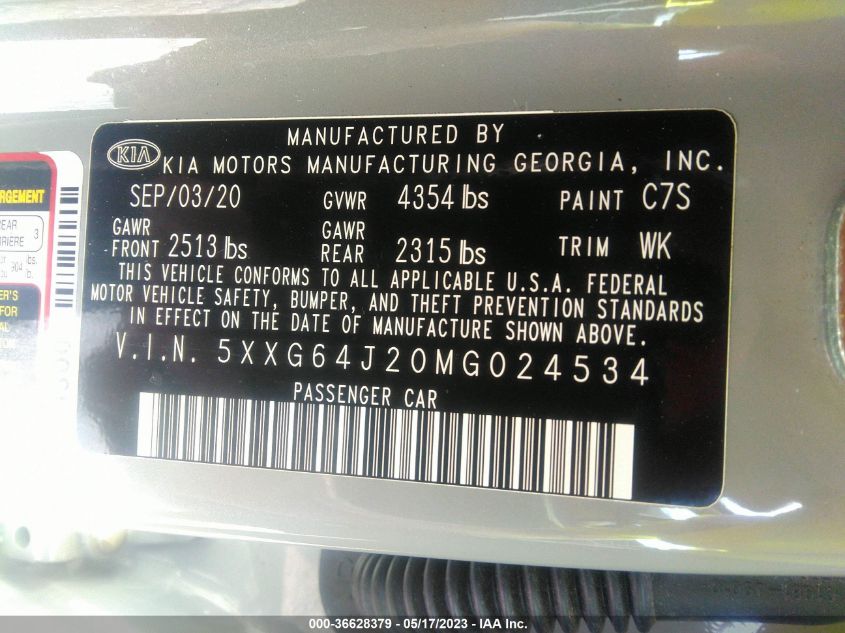 MANUFACTURED BY
KIA KIA MOTORS MANUFACTURING GEORGIA, INC.
SEP/03/20 GVWR 4354 lbs PAINT C7S
GAWR FRONT 2513 lbs GAWR REAR 2315 lbs TRIM WK
THIS VEHICLE CONFORMS TO ALL APPLICABLE U.S.A. FEDERAL
MOTOR VEHICLE SAFETY, BUMPER, AND THEFT PREVENTION STANDARDS
IN EFFECT ON THE DATE OF MANUFACTURE SHOWN ABOVE.
V.I.N. 5XXG64J20MG024534
PASSENGER CAR
3
904
FOR
000-36628379 - 05/17/2023 - IAA Inc.